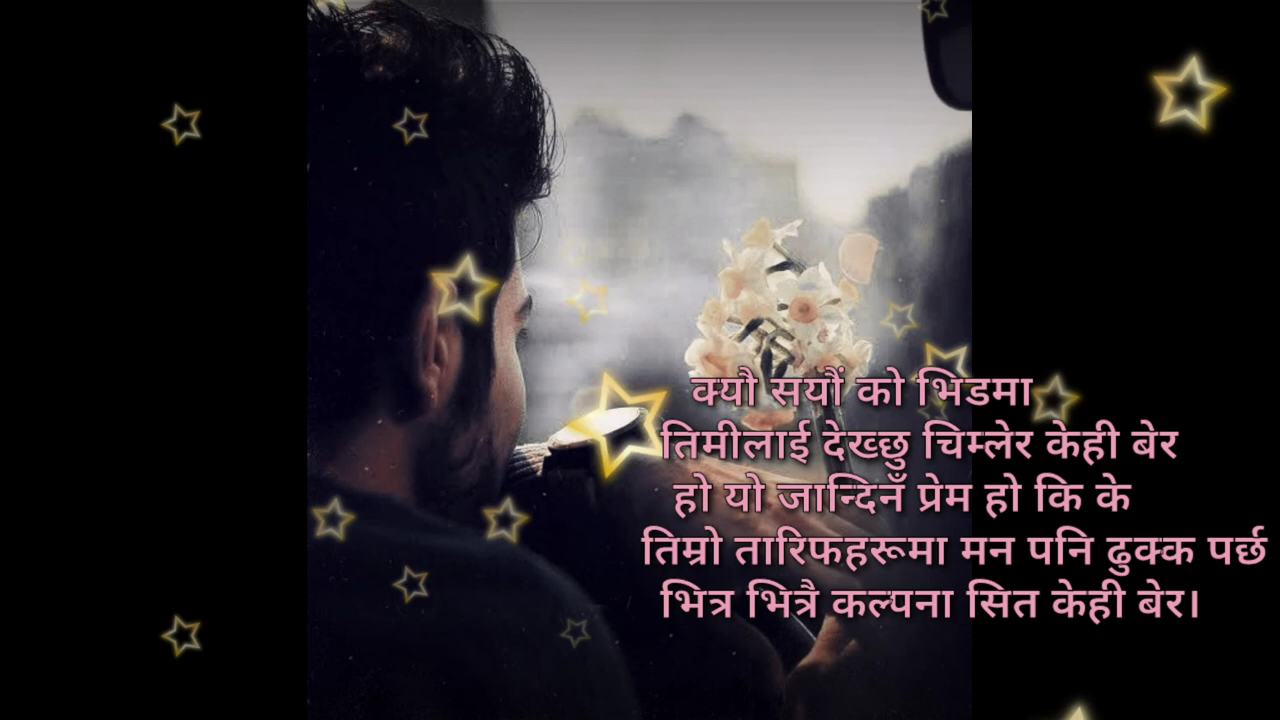 क्यौ सयौं को भिडमा
तिमीलाई देख्छु चिम्लेर केही बेर
हो यो जान्दिनँ प्रेम हो कि के
तिम्रो तारिफहरूमा मन पनि ढुक्क पर्छ
भित्र भित्रै कल्पना सित केही बेर।